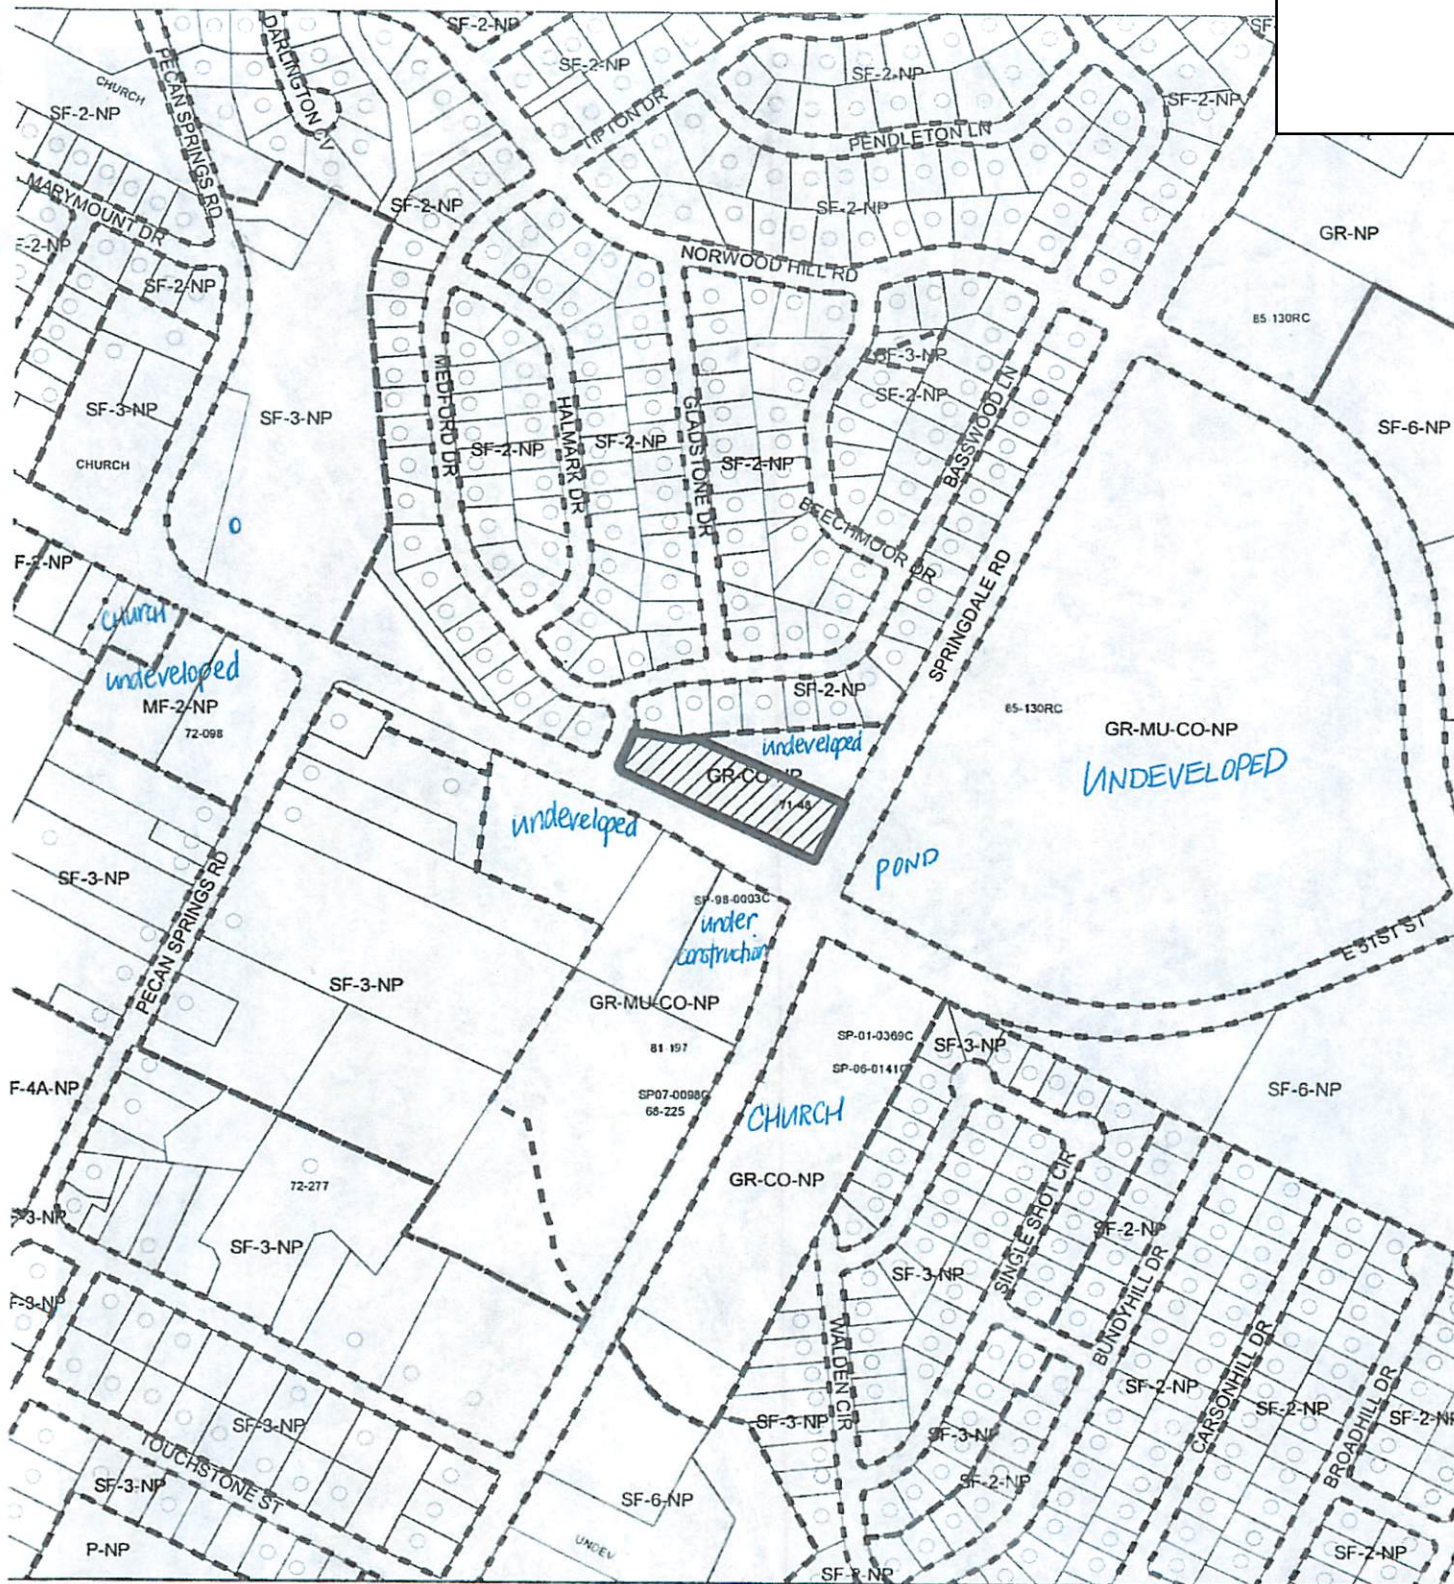 SF-2-NP
SF-2-NP
SF-2-NP
SF-2-NP
PECAN SPRINGS RD
DARLINGTON CV
CHURCH
SF-2-NP
TIPTON DR
PENDLETON LN
MARYMOUNT DR
SF-2-NP
SF-2-NP
GR-NP
SF-2-NP
NORWOOD HILL RD
85-130RC
SF-3-NP
SF-2-NP
MEDFORD DR
HALMARK DR
GLADSTONE DR
BASSWOOD LN
SF-3-NP
SF-3-NP
SF-2-NP
SF-2-NP
SF-2-NP
SF-6-NP
CHURCH
BEECHMOOR DR
SPRINGDALE RD
O
CHURCH
undeveloped
MF-2-NP
72-098
SF-2-NP
85-130RC
GR-MU-CO-NP
UNDEVELOPED
undeveloped
GR-CO-NP
71-48
undeveloped
POND
SF-3-NP
PECAN SPRINGS RD
SP-98-0003C
under
construction
E 51ST ST
SF-3-NP
GR-MU-CO-NP
81-197
SP07-0098C
68-225
SP-01-0369C
SP-06-0141C
SF-3-NP
SF-6-NP
F-4A-NP
CHURCH
GR-CO-NP
72-277
SF-3-NP
SINGLE SHOT CIR
SF-2-NP
SF-3-NP
BUNDYHILL DR
WALDEN CIR
CARSONHILL DR
BROADHILL DR
SF-2-NP
SF-2-NP
SF-2-NP
SF-3-NP
SF-3-NP
SF-3-NP
SF-2-NP
TOUCHSTONE ST
SF-3-NP
SF-6-NP
UNDEV
P-NP
SF-2-NP
SF-2-NP